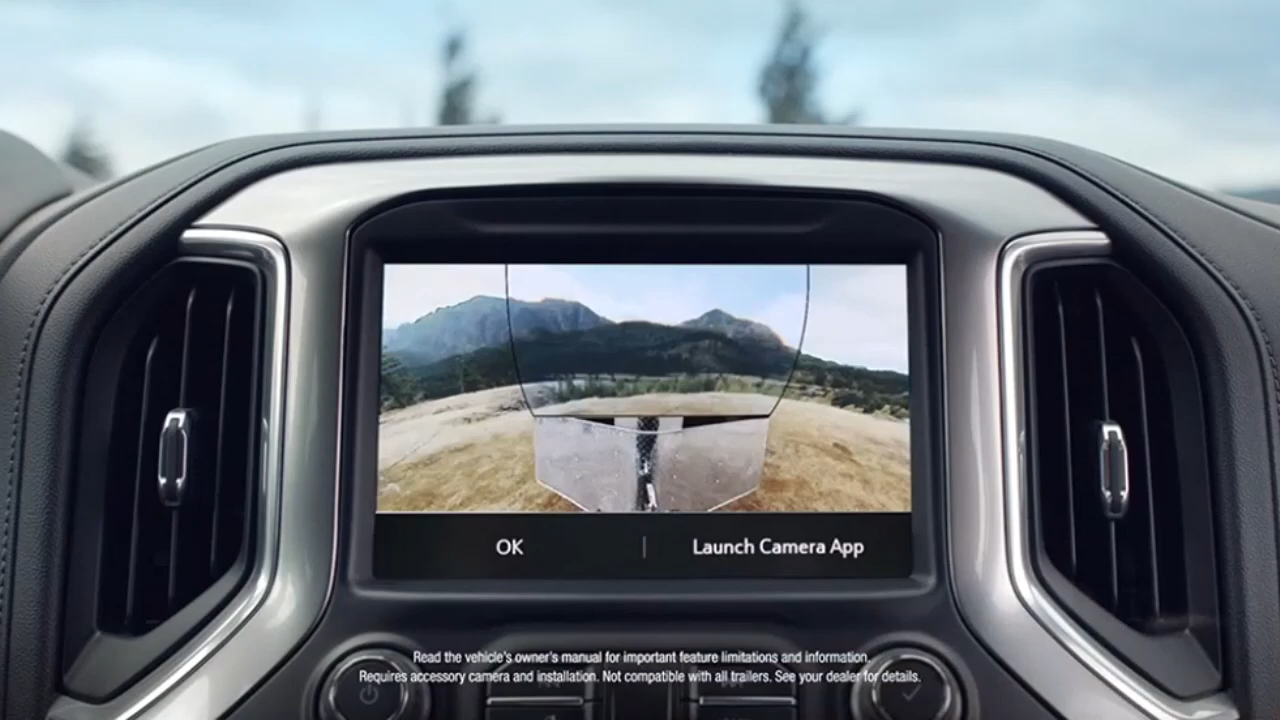 OK | Launch Camera App
Read the vehicle's owner's manual for important feature limitations and information.
Requires accessory camera and installation. Not compatible with all trailers. See your dealer for details.